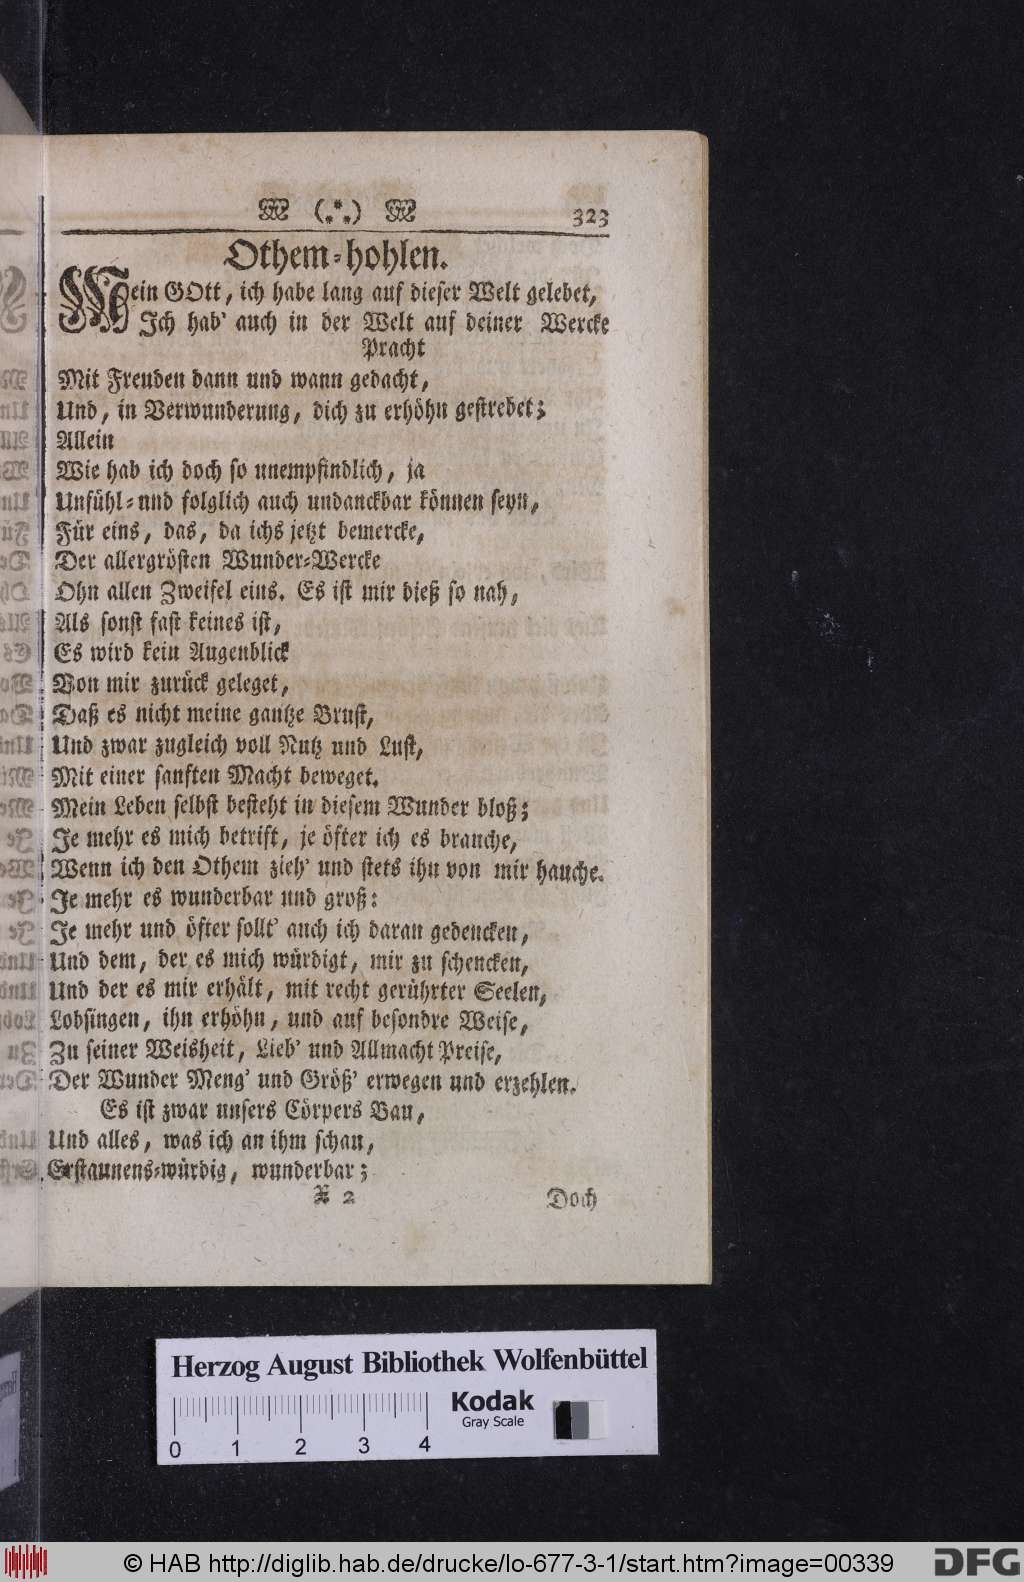 (∴) 323
Othem-hohlen.
Mein GOtt, ich habe lang auf dieser Welt gelebet,
Ich hab' auch in der Welt auf deiner Wercke
Pracht
Mit Freuden dann und wann gedacht,
Und, in Verwunderung, dich zu erhöhn gestrebet;
Allein
Wie hab ich doch so unempfindlich, ja
Unfühl- und folglich auch undanckbar können seyn,
Für eins, das, da ichs jetzt bemercke,
Der allergrösten Wunder-Wercke
Ohn allen Zweifel eins. Es ist mir dieß so nah,
Als sonst fast keines ist,
Es wird kein Augenblick
Von mir zurück geleget,
Daß es nicht meine gantze Brust,
Und zwar zugleich voll Nutz und Lust,
Mit einer sanften Macht beweget.
Mein Leben selbst besteht in diesem Wunder bloß;
Je mehr es mich betrift, je öfter ich es brauche,
Wenn ich den Othem zieh' und stets ihn von mir hauche.
Je mehr es wunderbar und groß:
Je mehr und öfter sollt' auch ich daran gedencken,
Und dem, der es mich würdigt, mir zu schencken,
Und der es mir erhält, mit recht gerührter Seelen,
Lobsingen, ihn erhöhn, und auf besondre Weise,
Zu seiner Weisheit, Lieb' und Allmacht Preise,
Der Wunder Meng' und Größ' erwegen und erzehlen.
Es ist zwar unsers Cörpers Bau,
Und alles, was ich an ihm schau,
Erstaunens-würdig, wunderbar;
X 2 Doch
Herzog August Bibliothek Wolfenbüttel
Kodak
Gray Scale
0 1 2 3 4
© HAB http://diglib.hab.de/drucke/lo-677-3-1/start.htm?image=00339
DFG